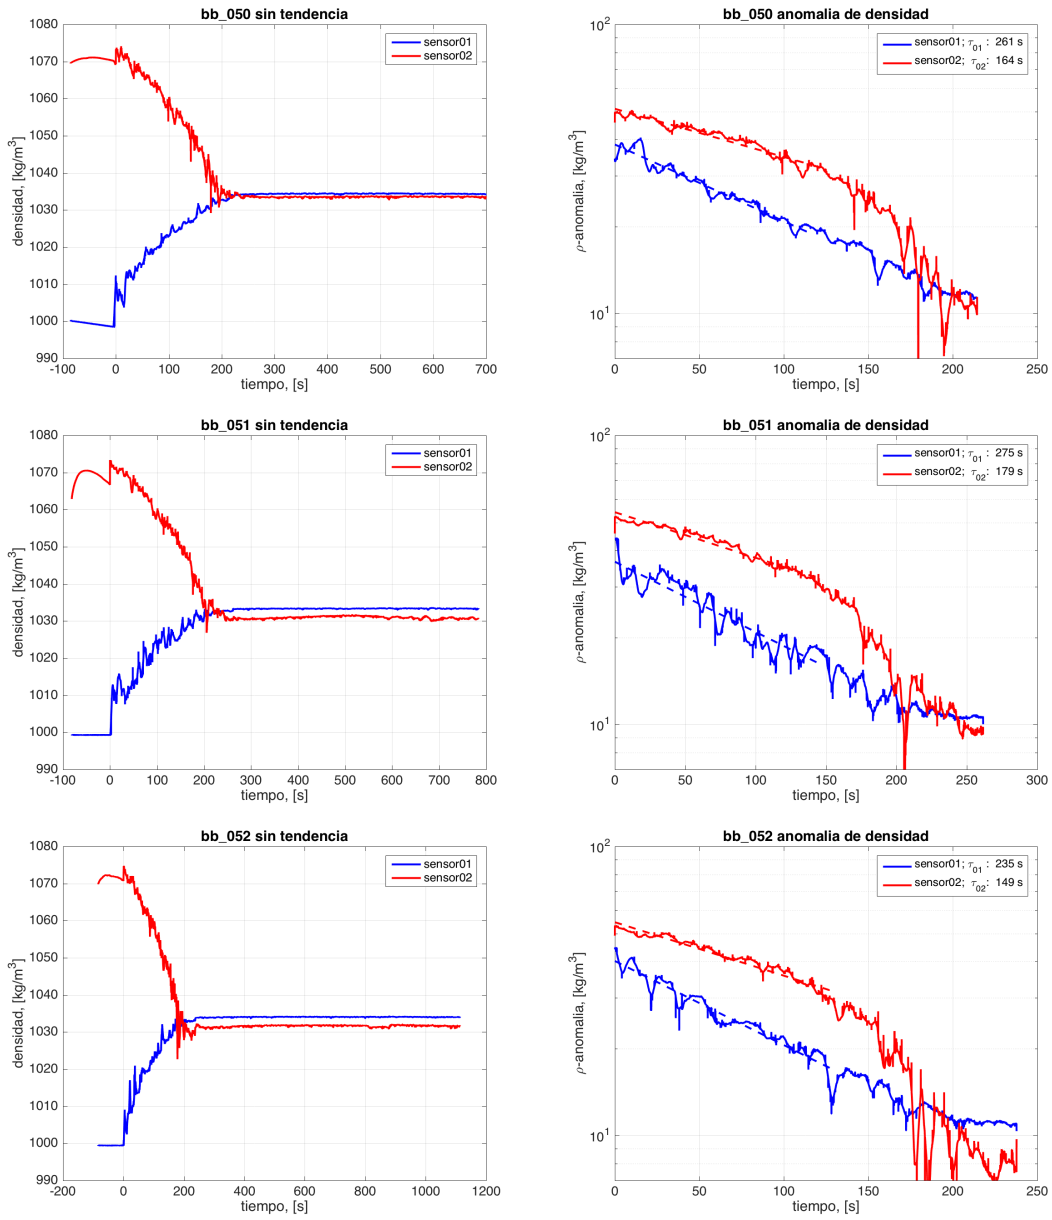 bb_050 sin tendencia
1080
1070
1060
1050
1040
1030
1020
1010
1000
990
densidad, [kg/m³]
sensor01
sensor02
-100 0 100 200 300 400 500 600 700
tiempo, [s]
bb_050 anomalia de densidad
10²
10¹
ρ-anomalia, [kg/m³]
sensor01; τ₀₁ : 261 s
sensor02; τ₀₂: 164 s
0 50 100 150 200 250
tiempo, [s]
bb_051 sin tendencia
1080
1070
1060
1050
1040
1030
1020
1010
1000
990
densidad, [kg/m³]
sensor01
sensor02
-100 0 100 200 300 400 500 600 700 800
tiempo, [s]
bb_051 anomalia de densidad
10²
10¹
ρ-anomalia, [kg/m³]
sensor01; τ₀₁ : 275 s
sensor02; τ₀₂: 179 s
0 50 100 150 200 250 300
tiempo, [s]
bb_052 sin tendencia
1080
1070
1060
1050
1040
1030
1020
1010
1000
990
densidad, [kg/m³]
sensor01
sensor02
-200 0 200 400 600 800 1000 1200
tiempo, [s]
bb_052 anomalia de densidad
10²
10¹
ρ-anomalia, [kg/m³]
sensor01; τ₀₁ : 235 s
sensor02; τ₀₂: 149 s
0 50 100 150 200 250
tiempo, [s]